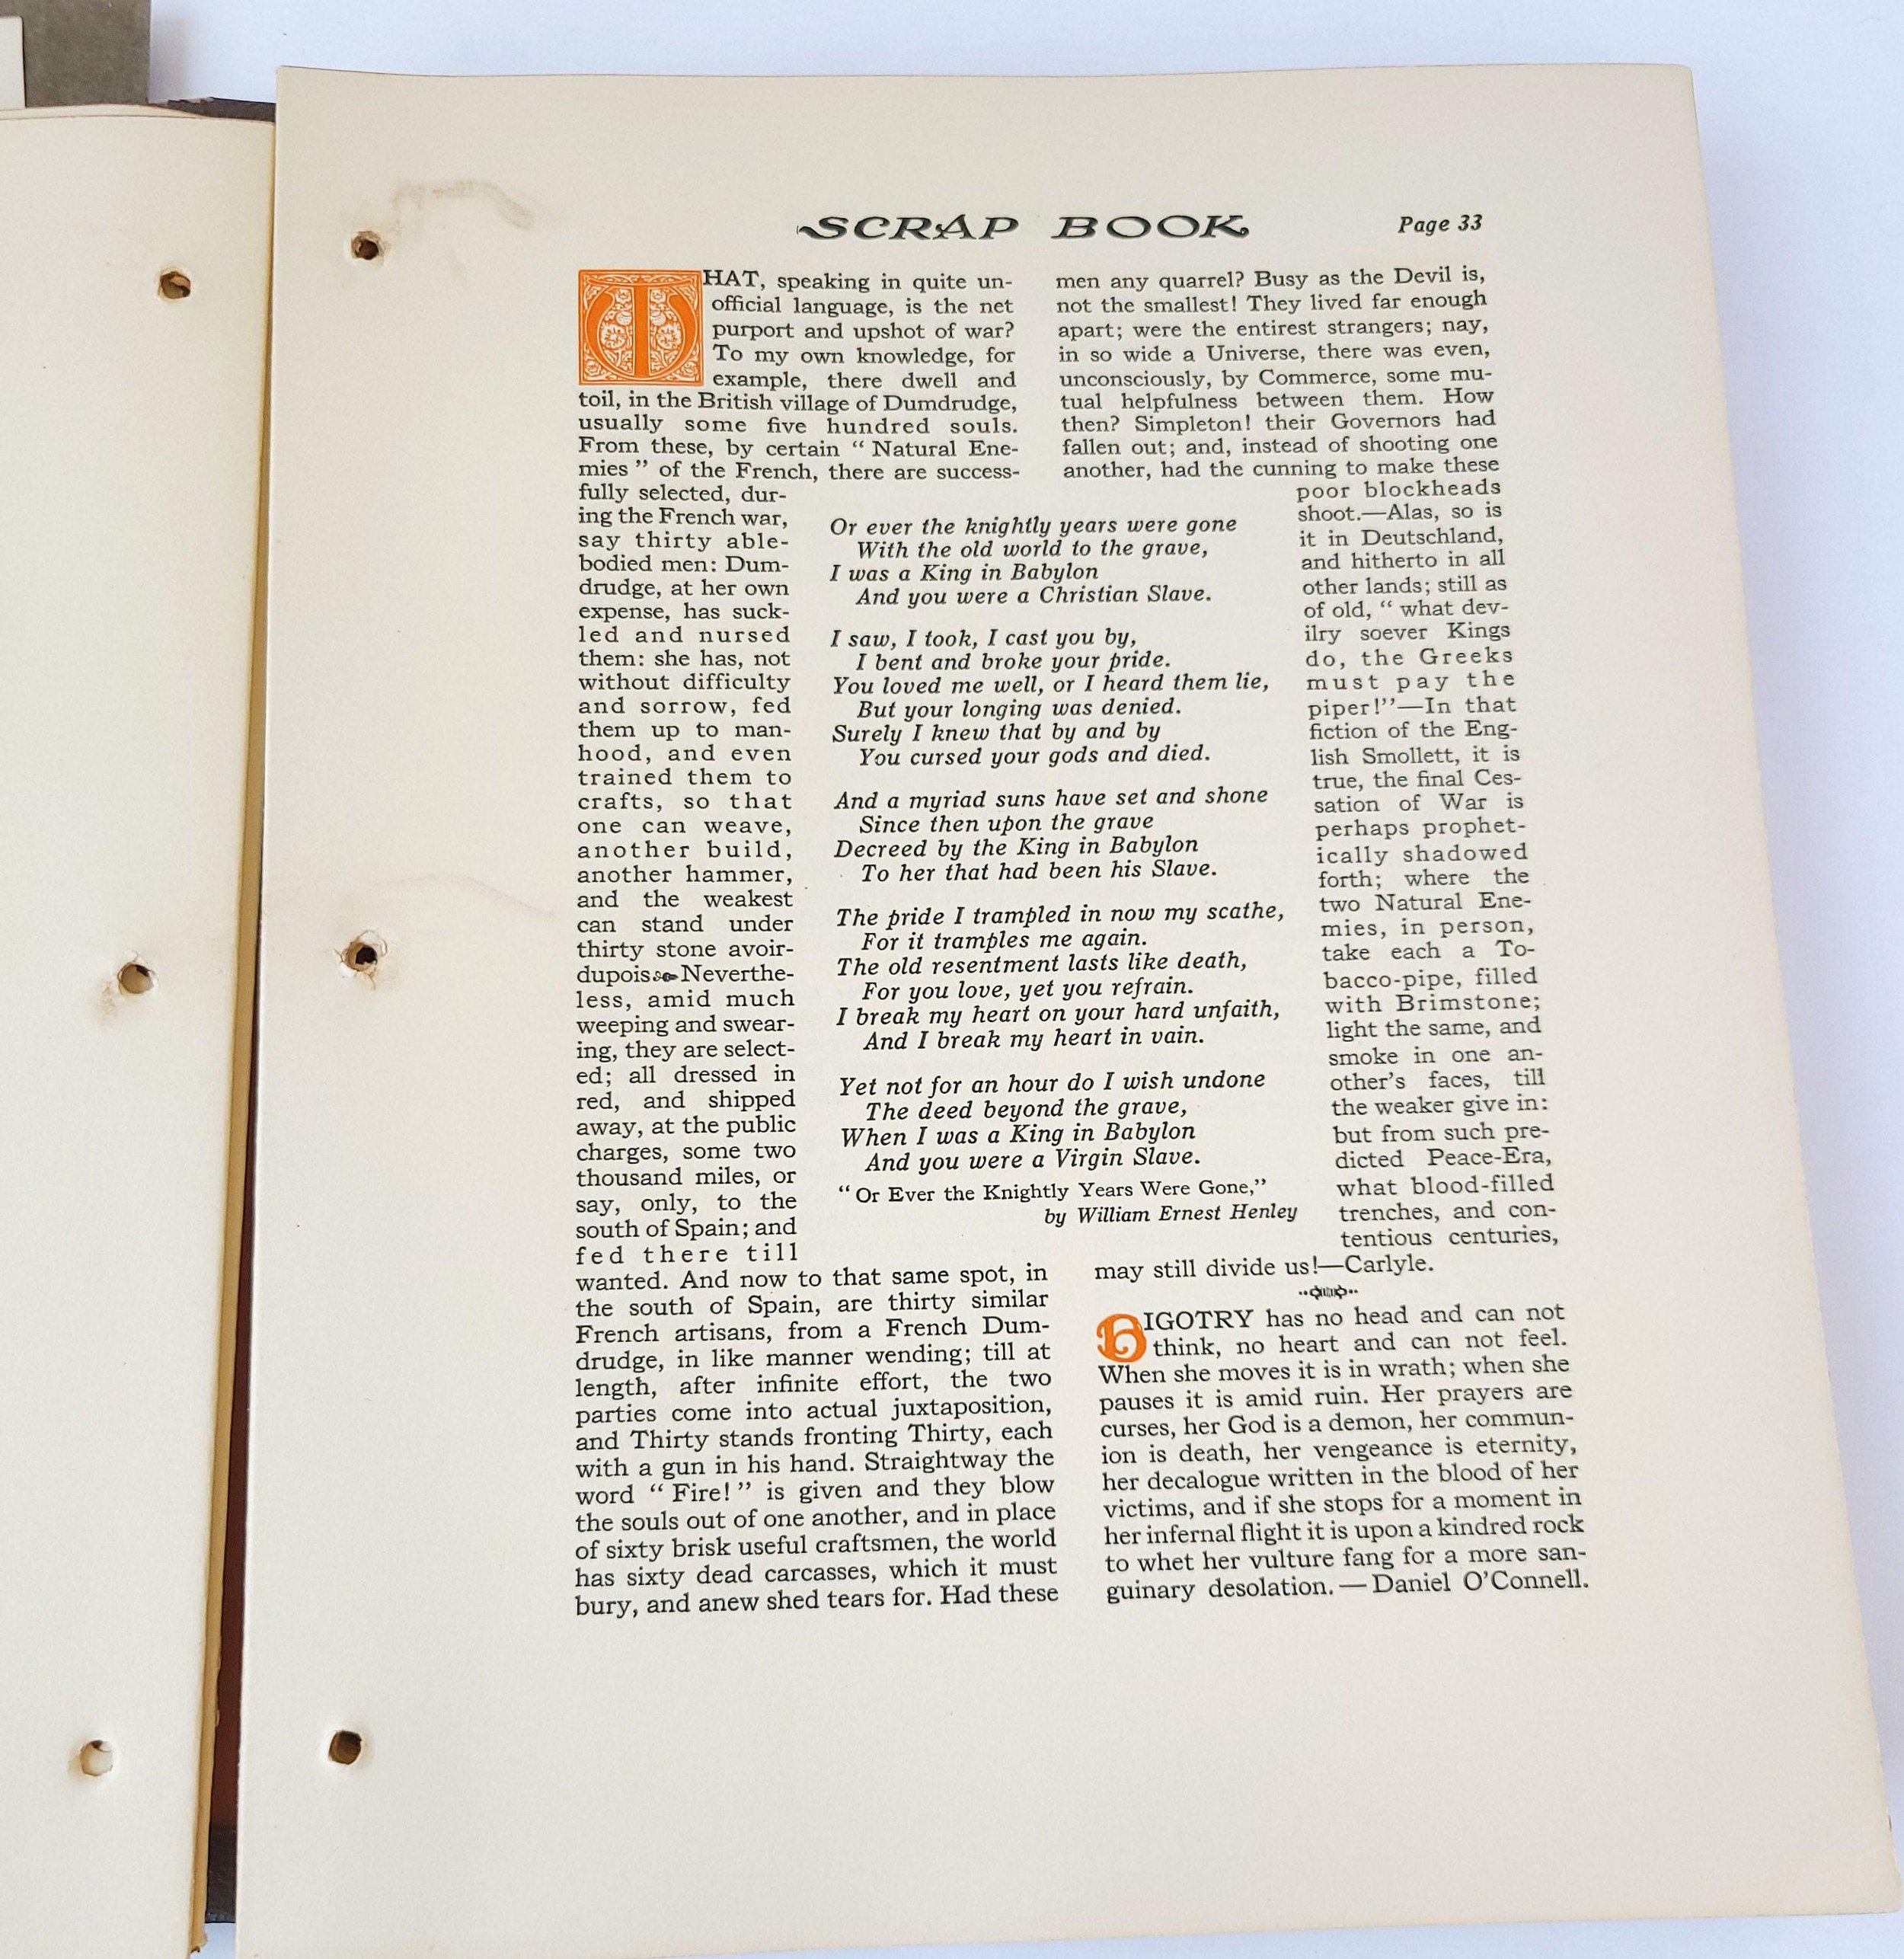 SCRAP BOOK
Page 33
THAT, speaking in quite un-
official language, is the net
purport and upshot of war?
To my own knowledge, for
example, there dwell and
toil, in the British village of Dumdrudge,
usually some five hundred souls.
From these, by certain “ Natural Ene-
mies ” of the French, there are success-
fully selected, dur-
ing the French war,
say thirty able-
bodied men: Dum-
drudge, at her own
expense, has suck-
led and nursed
them: she has, not
without difficulty
and sorrow, fed
them up to man-
hood, and even
trained them to
crafts, so that
one can weave,
another build,
another hammer,
and the weakest
can stand under
thirty stone avoir-
dupois Neverthe-
less, amid much
weeping and swear-
ing, they are select-
ed; all dressed in
red, and shipped
away, at the public
charges, some two
thousand miles, or
say, only, to the
south of Spain; and
fed there till
wanted. And now to that same spot, in
the south of Spain, are thirty similar
French artisans, from a French Dum-
drudge, in like manner wending; till at
length, after infinite effort, the two
parties come into actual juxtaposition,
and Thirty stands fronting Thirty, each
with a gun in his hand. Straightway the
word “ Fire! ” is given and they blow
the souls out of one another, and in place
of sixty brisk useful craftsmen, the world
has sixty dead carcasses, which it must
bury, and anew shed tears for. Had these
men any quarrel? Busy as the Devil is,
not the smallest! They lived far enough
apart; were the entirest strangers; nay,
in so wide a Universe, there was even,
unconsciously, by Commerce, some mu-
tual helpfulness between them. How
then? Simpleton! their Governors had
fallen out; and, instead of shooting one
another, had the cunning to make these
poor blockheads
shoot.—Alas, so is
it in Deutschland,
and hitherto in all
other lands; still as
of old, “ what dev-
ilry soever Kings
do, the Greeks
must pay the
piper!”—In that
fiction of the Eng-
lish Smollett, it is
true, the final Ces-
sation of War is
perhaps prophet-
ically shadowed
forth; where the
two Natural Ene-
mies, in person,
take each a To-
bacco-pipe, filled
with Brimstone;
light the same, and
smoke in one an-
other’s faces, till
the weaker give in:
but from such pre-
dicted Peace-Era,
what blood-filled
trenches, and con-
tentious centuries,
may still divide us!—Carlyle.
Or ever the knightly years were gone
With the old world to the grave,
I was a King in Babylon
And you were a Christian Slave.
I saw, I took, I cast you by,
I bent and broke your pride.
You loved me well, or I heard them lie,
But your longing was denied.
Surely I knew that by and by
You cursed your gods and died.
And a myriad suns have set and shone
Since then upon the grave
Decreed by the King in Babylon
To her that had been his Slave.
The pride I trampled in now my scathe,
For it tramples me again.
The old resentment lasts like death,
For you love, yet you refrain.
I break my heart on your hard unfaith,
And I break my heart in vain.
Yet not for an hour do I wish undone
The deed beyond the grave,
When I was a King in Babylon
And you were a Virgin Slave.
“ Or Ever the Knightly Years Were Gone,”
by William Ernest Henley
BIGOTRY has no head and can not
think, no heart and can not feel.
When she moves it is in wrath; when she
pauses it is amid ruin. Her prayers are
curses, her God is a demon, her commun-
ion is death, her vengeance is eternity,
her decalogue written in the blood of her
victims, and if she stops for a moment in
her infernal flight it is upon a kindred rock
to whet her vulture fang for a more san-
guinary desolation. — Daniel O’Connell.